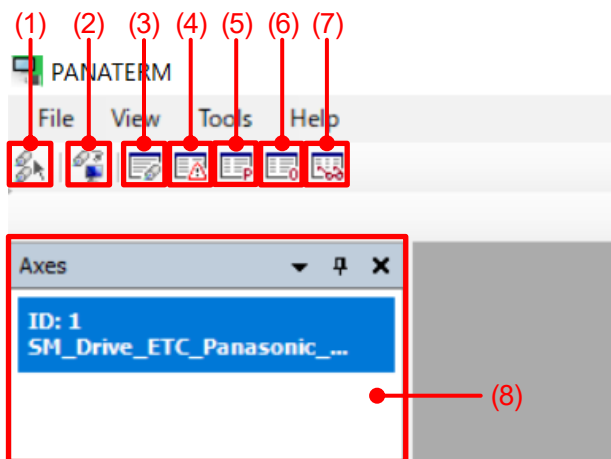 (1) (2) (3) (4) (5) (6) (7)
PANATERM
File View Tools Help
Axes
ID: 1
SM_Drive_ETC_Panasonic_...
(8)